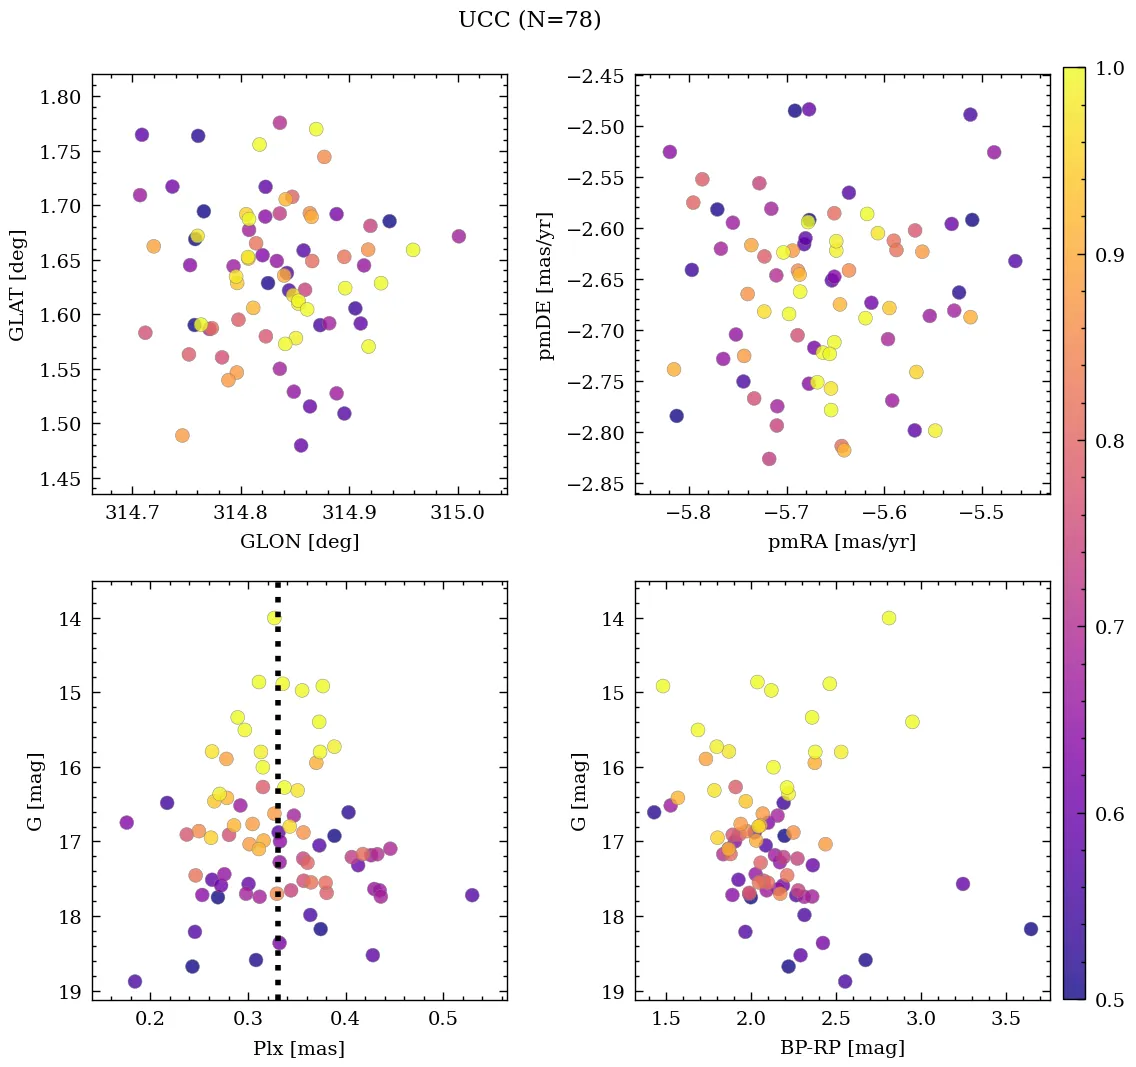 UCC (N=78)
1.80
1.75
1.70
1.65
1.60
1.55
1.50
1.45
GLAT [deg]
314.7 314.8 314.9 315.0
GLON [deg]
−2.45
−2.50
−2.55
−2.60
−2.65
−2.70
−2.75
−2.80
−2.85
pmDE [mas/yr]
−5.8 −5.7 −5.6 −5.5
pmRA [mas/yr]
14
15
16
17
18
19
G [mag]
0.2 0.3 0.4 0.5
Plx [mas]
14
15
16
17
18
19
G [mag]
1.5 2.0 2.5 3.0 3.5
BP-RP [mag]
1.0
0.9
0.8
0.7
0.6
0.5